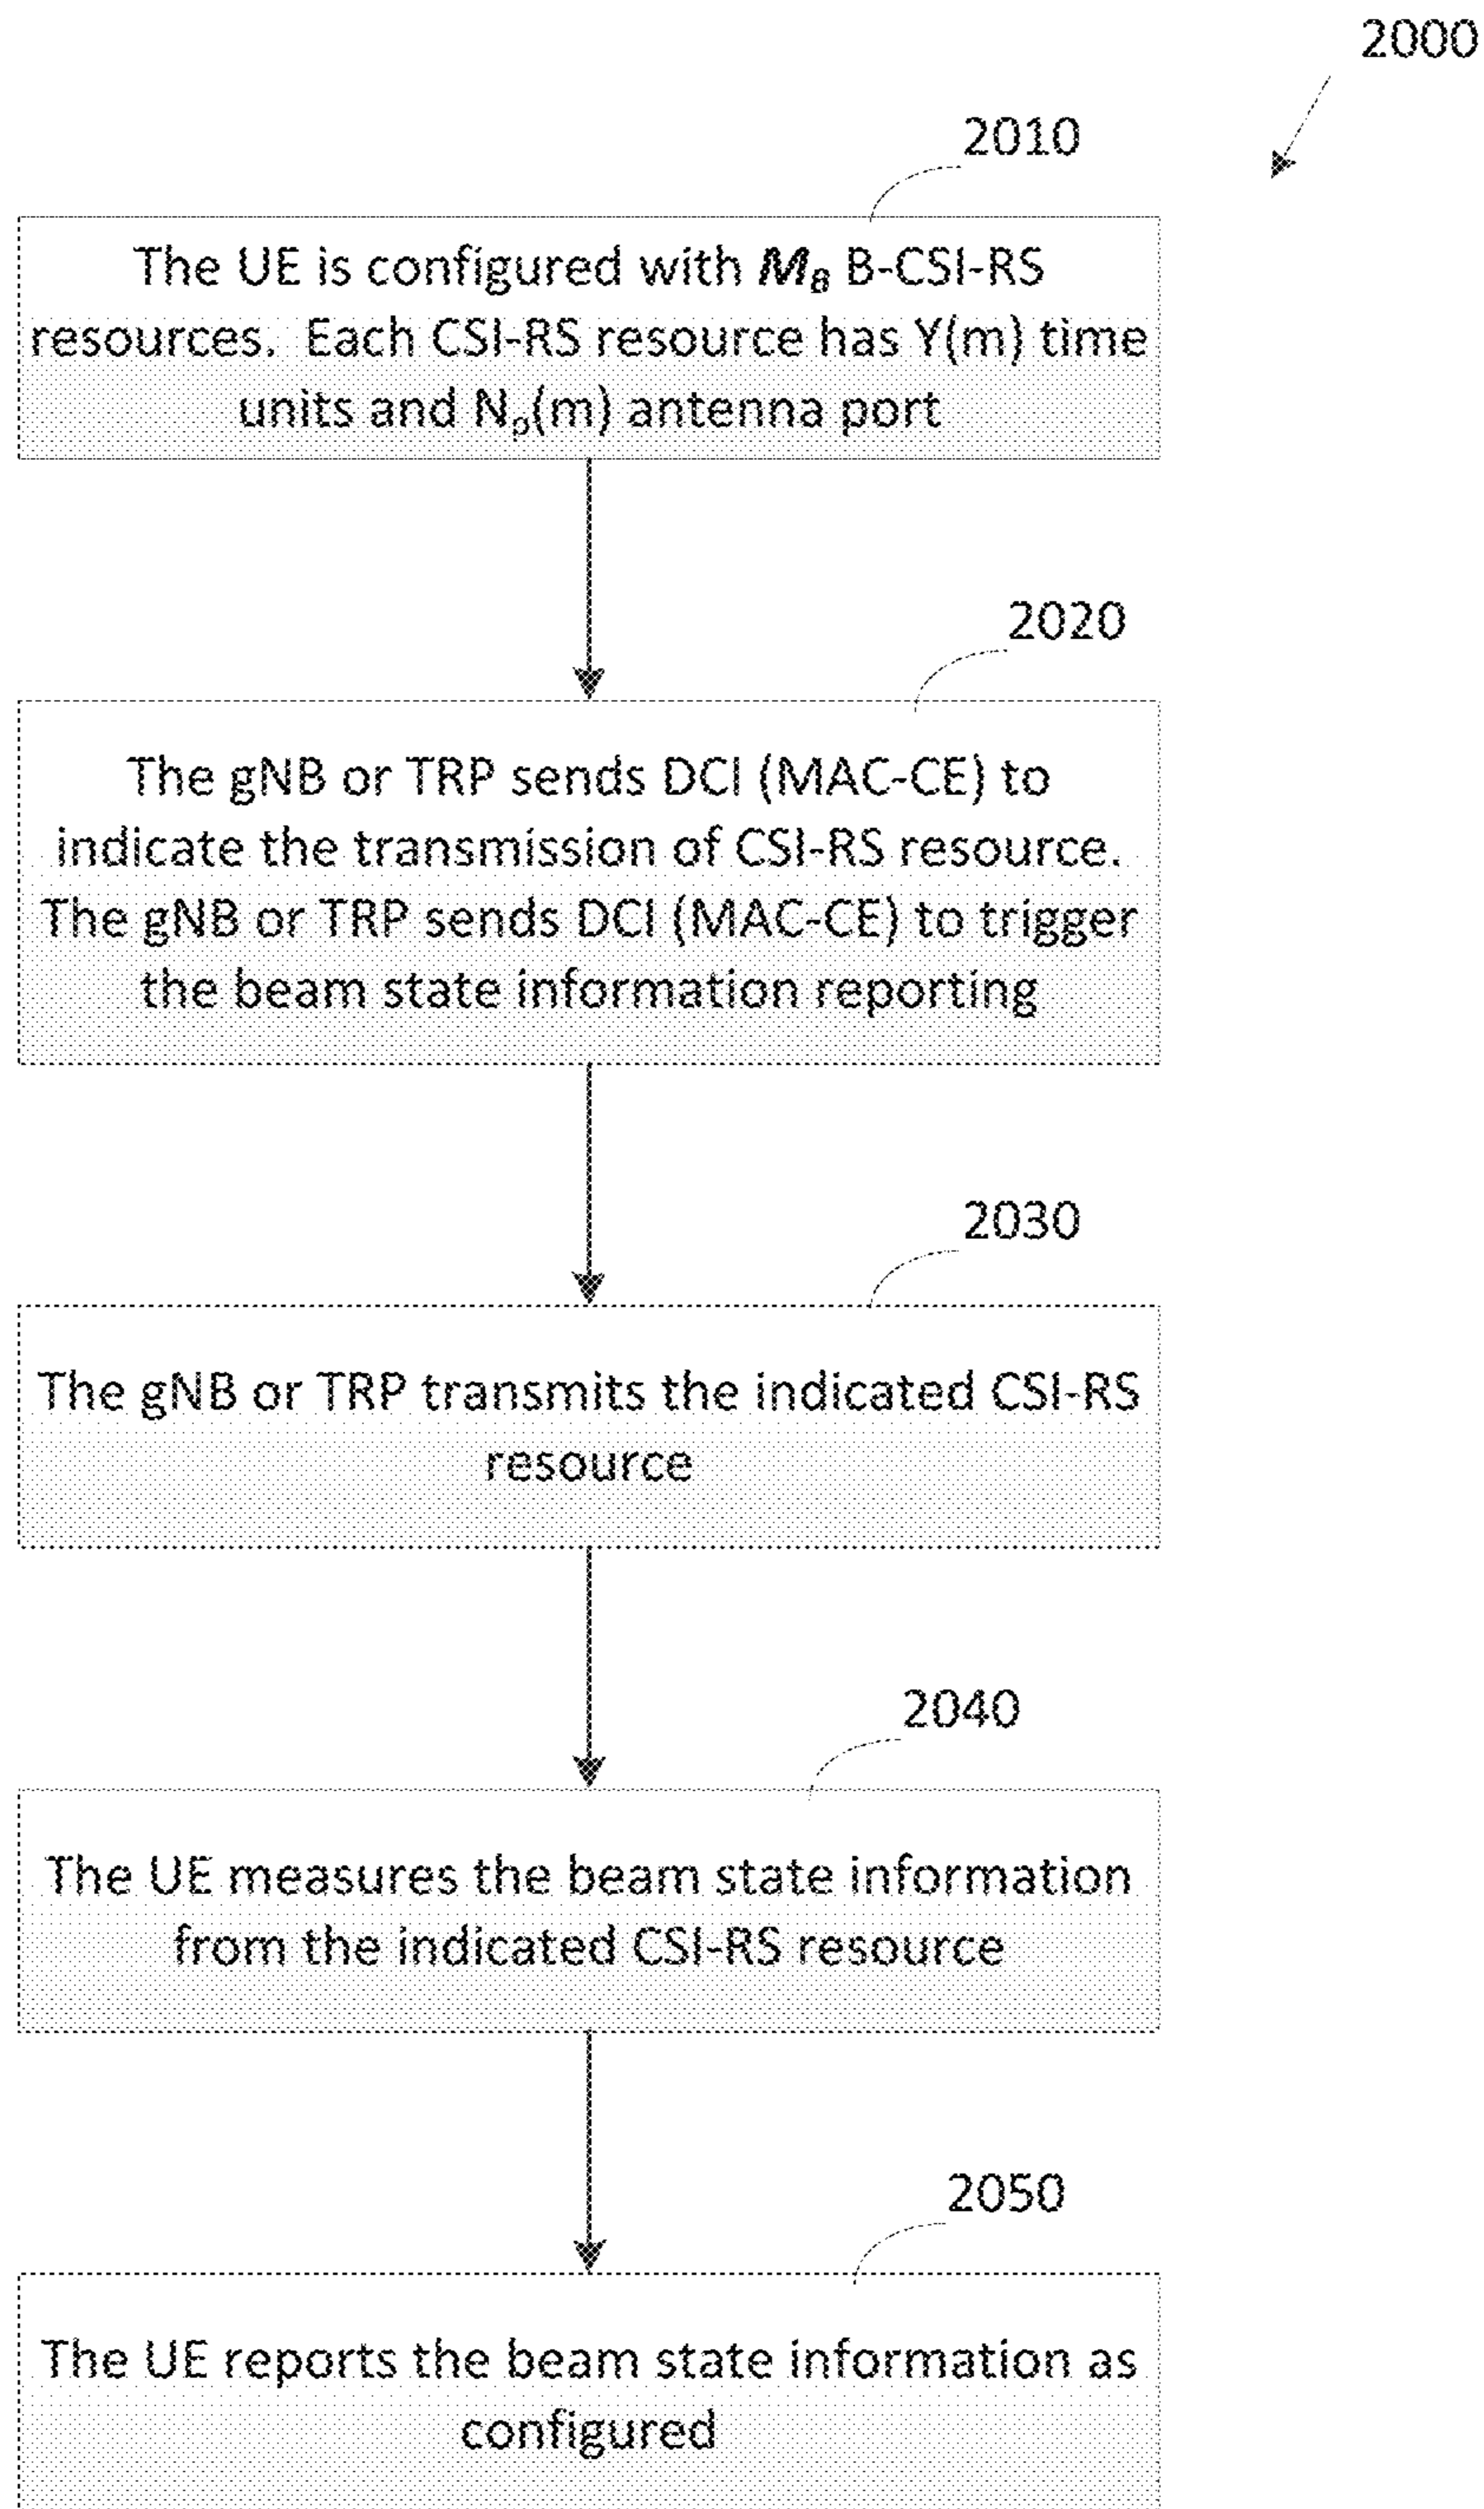 2000
2010
The UE is configured with M_B B-CSI-RS
resources. Each CSI-RS resource has Y(m) time
units and N_p(m) antenna port
2020
The gNB or TRP sends DCI (MAC-CE) to
indicate the transmission of CSI-RS resource.
The gNB or TRP sends DCI (MAC-CE) to trigger
the beam state information reporting
2030
The gNB or TRP transmits the indicated CSI-RS
resource
2040
The UE measures the beam state information
from the indicated CSI-RS resource
2050
The UE reports the beam state information as
configured